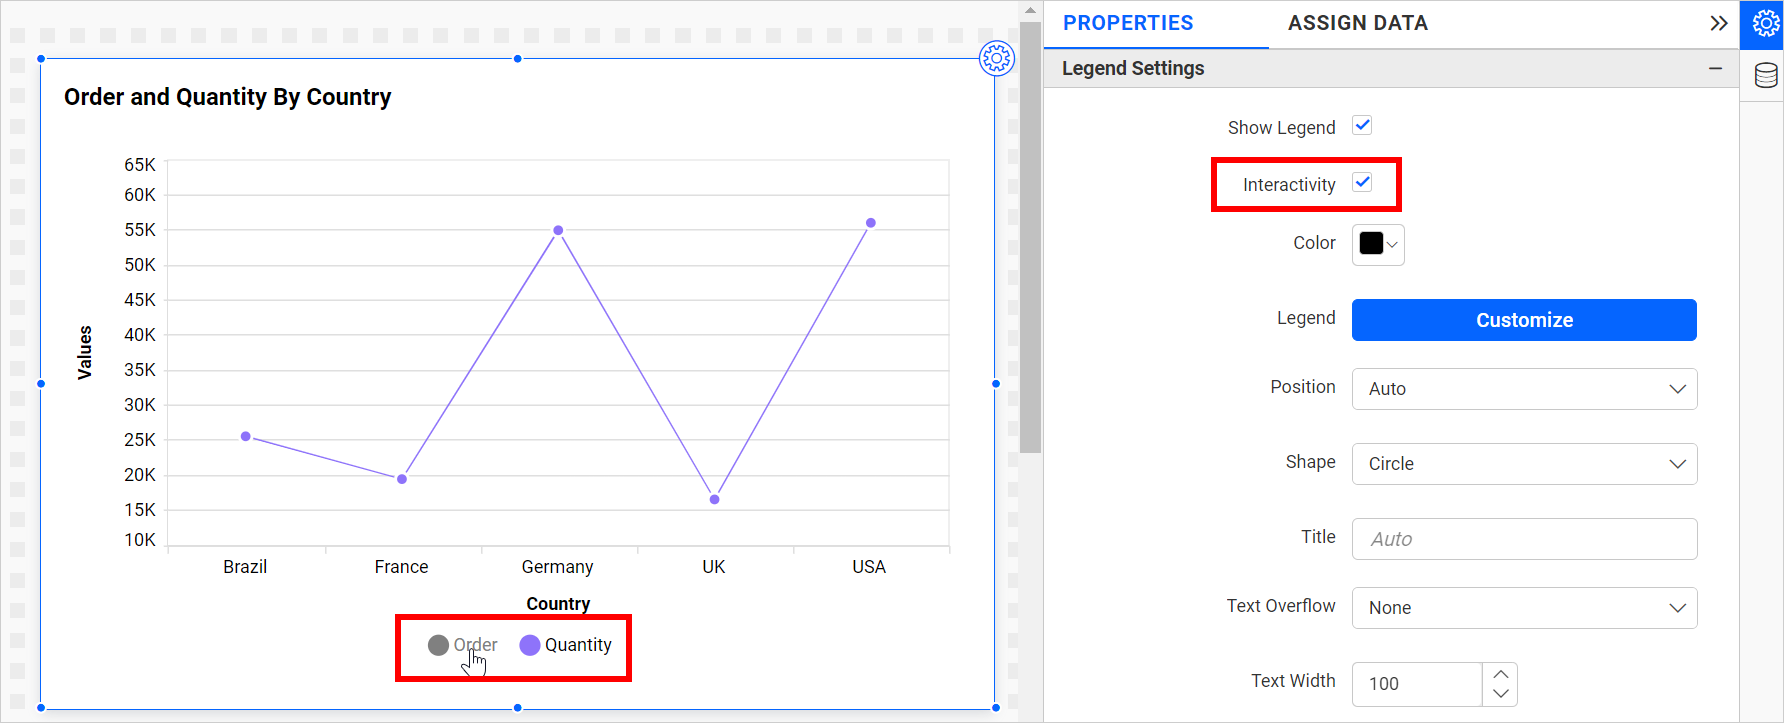 Order and Quantity By Country
65K
60K
55K
50K
45K
40K
35K
30K
25K
20K
15K
10K
Values
Brazil France Germany UK USA
Country
Order Quantity
PROPERTIES ASSIGN DATA
Legend Settings
Show Legend
Interactivity
Color
Legend Customize
Position Auto
Shape Circle
Title Auto
Text Overflow None
Text Width 100